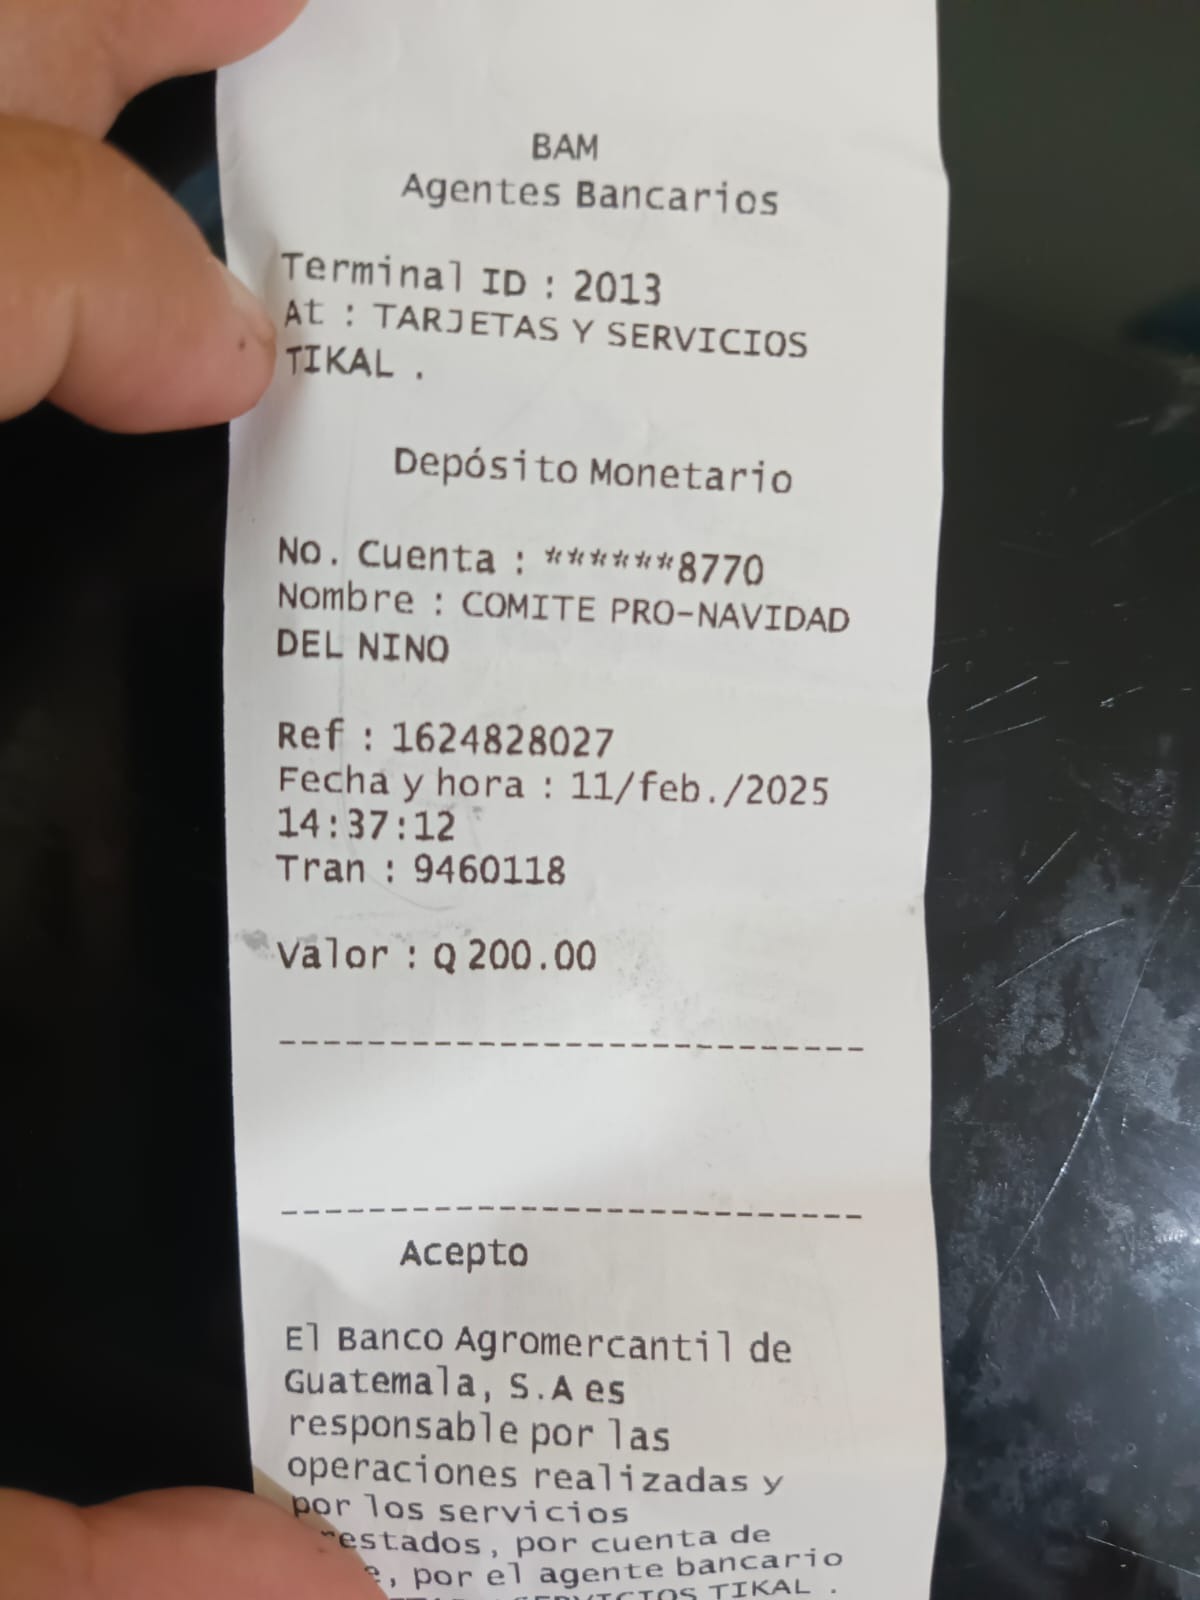 BAM
Agentes Bancarios
Terminal ID : 2013
At : TARJETAS Y SERVICIOS
TIKAL .
Depósito Monetario
No. Cuenta : ******8770
Nombre : COMITE PRO-NAVIDAD
DEL NINO
Ref : 1624828027
Fecha y hora : 11/feb./2025
14:37:12
Tran : 9460118
Valor : Q 200.00
Acepto
El Banco Agromercantil de
Guatemala, S.A es
responsable por las
operaciones realizadas y
por los servicios
, por cuenta de
, por el agente bancario
TIKAL .